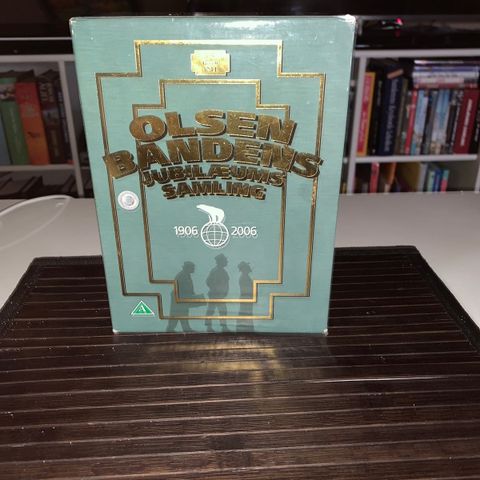 OLSEN
BANDENS
JUBILÆUMS
SAMLING
1906 2006
A